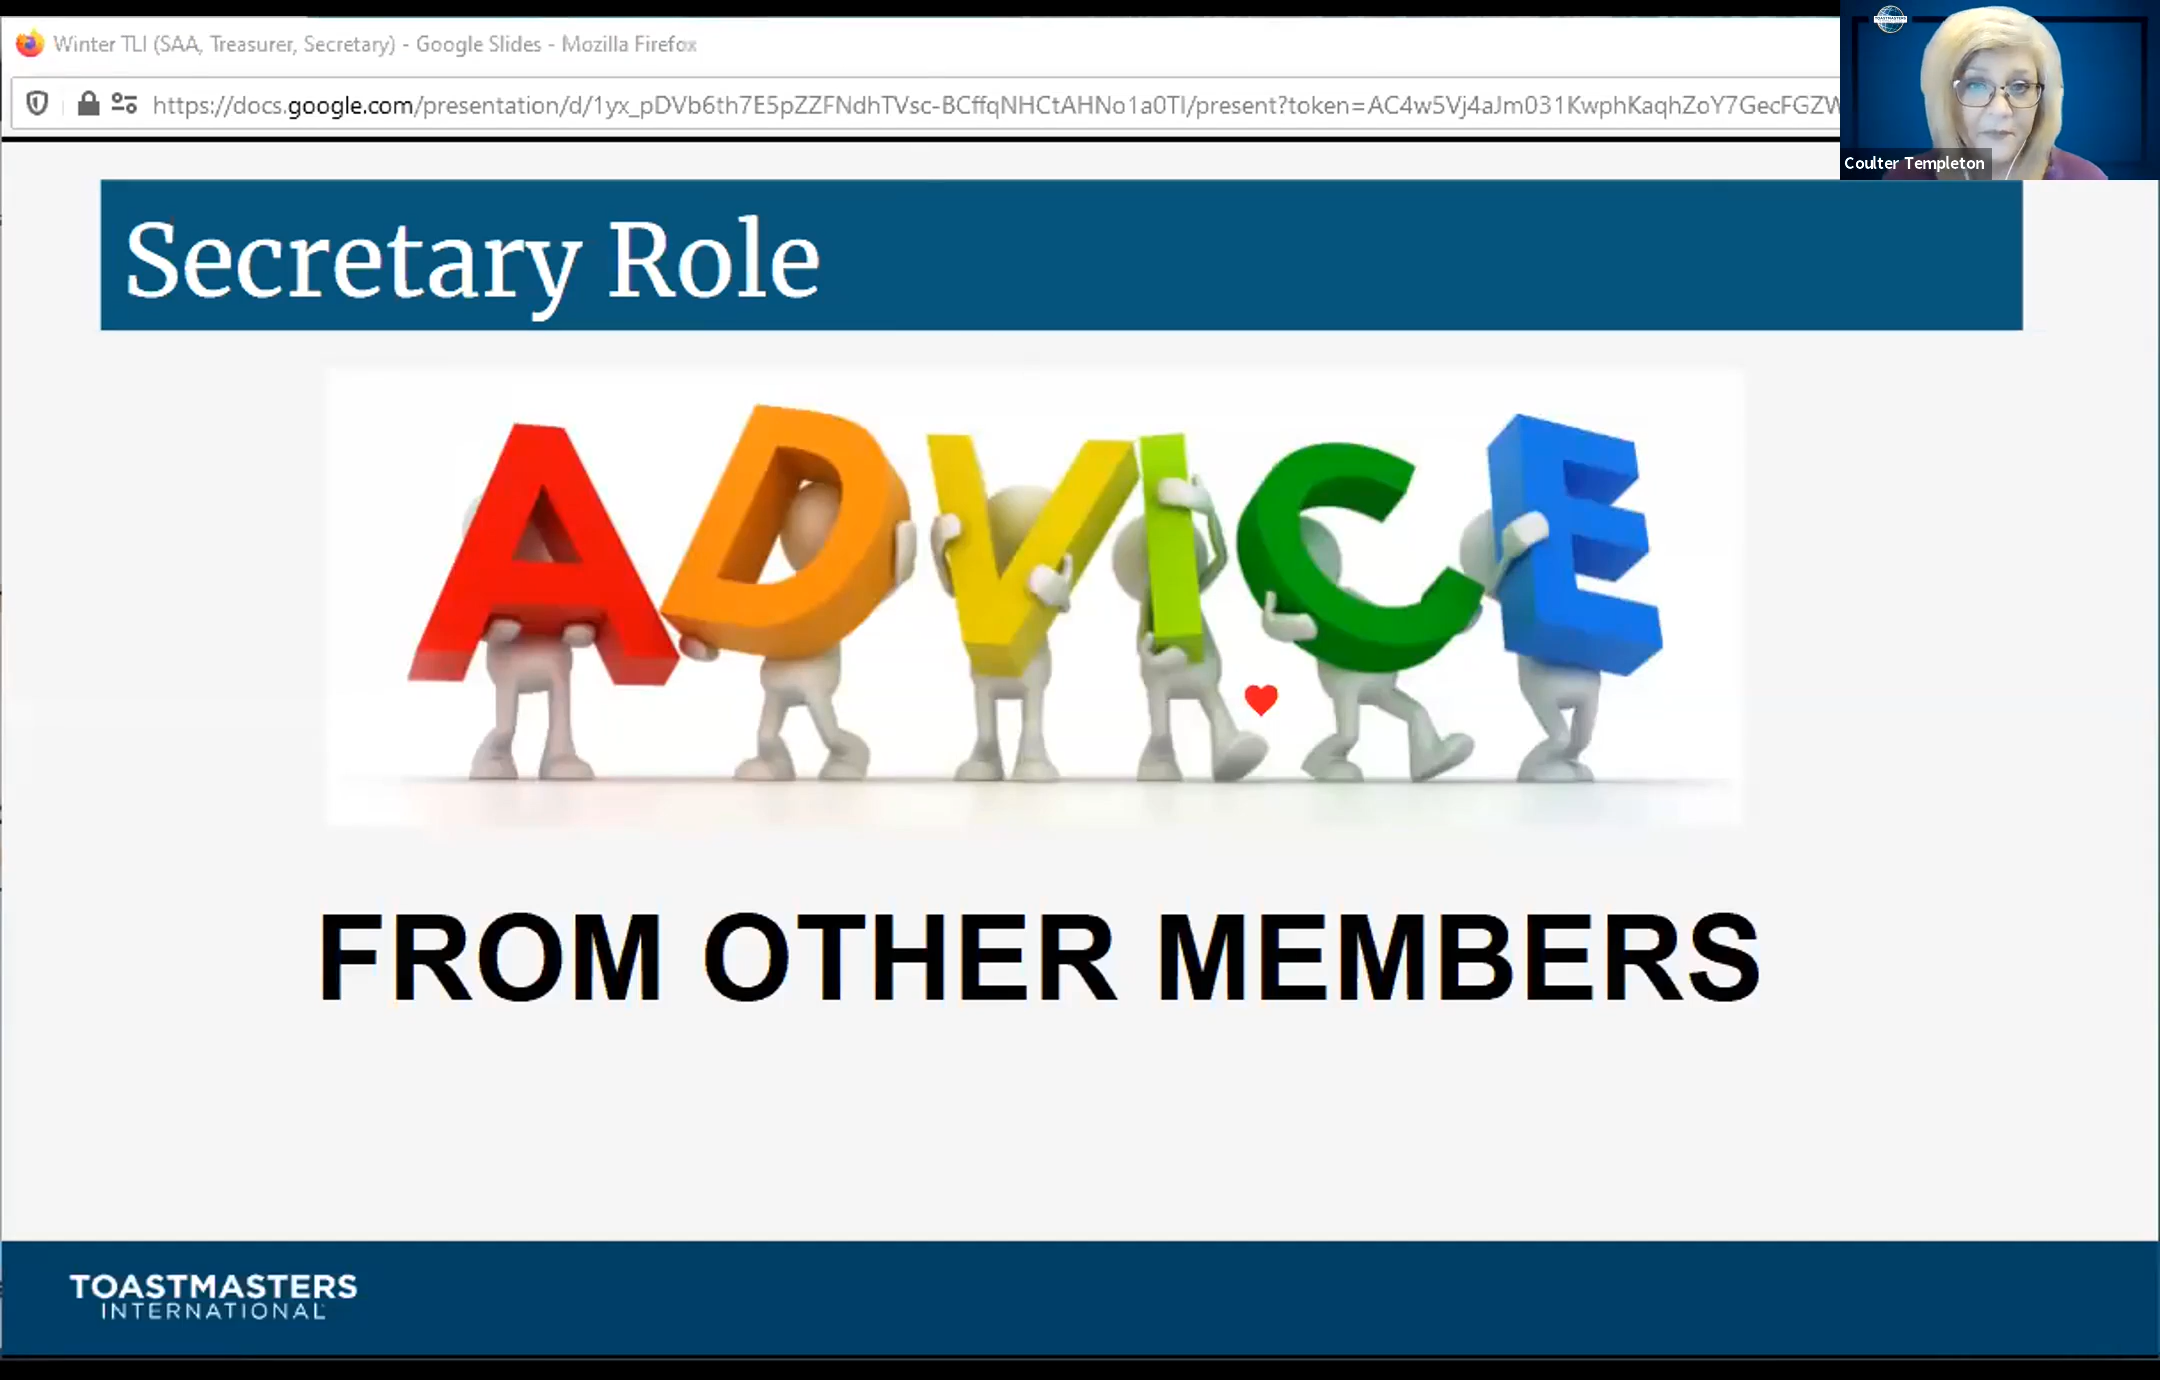 Winter TLI (SAA, Treasurer, Secretary) - Google Slides - Mozilla Firefox
https://docs.google.com/presentation/d/1yx_pDVb6th7E5pZZFNdhTVsc-BCffqNHCtAHNo1a0TI/present?token=AC4w5Vj4aJm031KwphKaqhZoY7GecFGZW
TOASTMASTERS
Coulter Templeton
Secretary Role
ADVICE
FROM OTHER MEMBERS
TOASTMASTERS
INTERNATIONAL